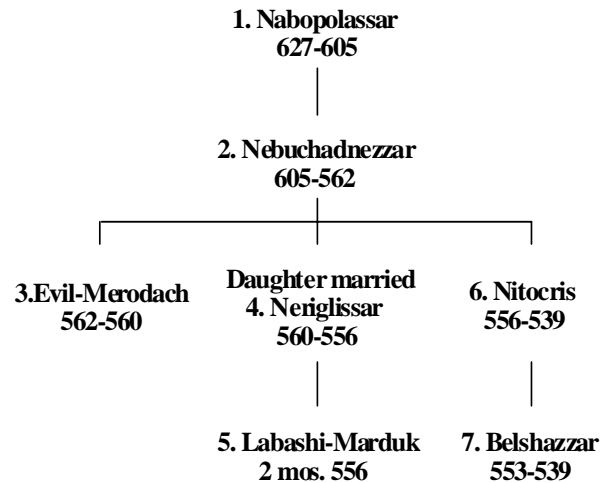 1. Nabopolassar
627-605
2. Nebuchadnezzar
605-562
3.Evil-Merodach
562-560
Daughter married
4. Neriglissar
560-556
6. Nitocris
556-539
5. Labashi-Marduk
2 mos. 556
7. Belshazzar
553-539